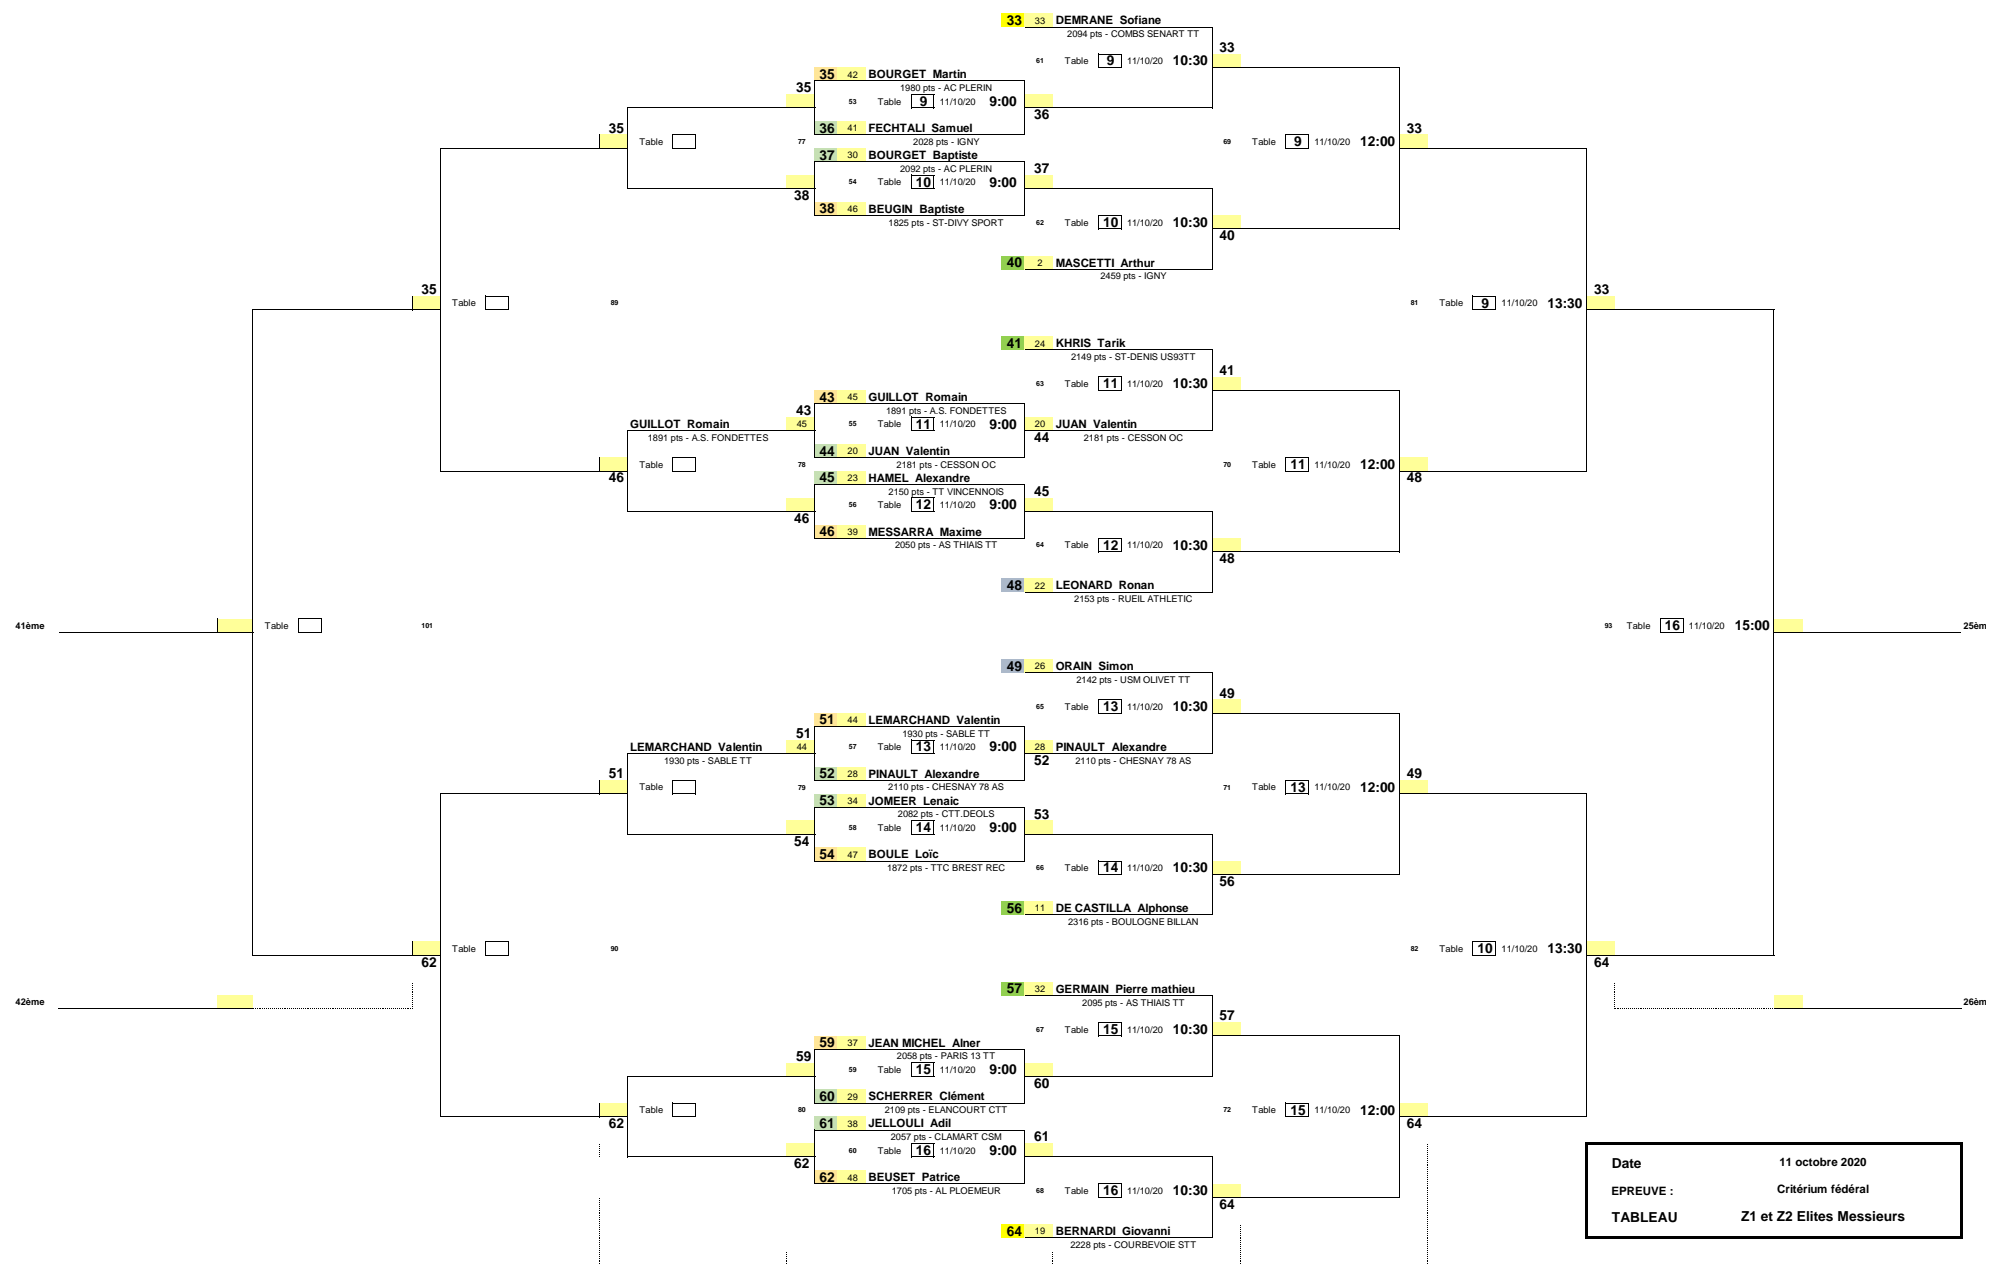 33 33 DEMRANE Sofiane
2094 pts - COMBS SENART TT
33
61 Table 9 11/10/20 10:30
35 42 BOURGET Martin
35
1980 pts - AC PLERIN
53 Table 9 11/10/20 9:00
36
36 41 FECHTALI Samuel
2028 pts - IGNY
35
Table 77
69 Table 9 11/10/20 12:00
33
37 30 BOURGET Baptiste
2092 pts - AC PLERIN
37
54 Table 10 11/10/20 9:00
38
38 46 BEUGIN Baptiste
1825 pts - ST-DIVY SPORT
62 Table 10 11/10/20 10:30
40
40 2 MASCETTI Arthur
2459 pts - IGNY
35
Table 89
81 Table 9 11/10/20 13:30
33
41 24 KHRIS Tarik
2149 pts - ST-DENIS US93TT
41
63 Table 11 11/10/20 10:30
43 45 GUILLOT Romain
43
1891 pts - A.S. FONDETTES
GUILLOT Romain 45
55 Table 11 11/10/20 9:00
20 JUAN Valentin
1891 pts - A.S. FONDETTES
44
2181 pts - CESSON OC
44 20 JUAN Valentin
2181 pts - CESSON OC
Table 78
46
70 Table 11 11/10/20 12:00
48
45 23 HAMEL Alexandre
2150 pts - TT VINCENNOIS
45
56 Table 12 11/10/20 9:00
46
46 39 MESSARRA Maxime
2050 pts - AS THIAIS TT
64 Table 12 11/10/20 10:30
48
48 22 LEONARD Ronan
2153 pts - RUEIL ATHLETIC
41ème
Table 101
93 Table 16 11/10/20 15:00
25èm
49 26 ORAIN Simon
2142 pts - USM OLIVET TT
49
65 Table 13 11/10/20 10:30
51 44 LEMARCHAND Valentin
51
1930 pts - SABLE TT
LEMARCHAND Valentin 44
57 Table 13 11/10/20 9:00
28 PINAULT Alexandre
1930 pts - SABLE TT
52
2110 pts - CHESNAY 78 AS
52 28 PINAULT Alexandre
2110 pts - CHESNAY 78 AS
51
Table 79
71 Table 13 11/10/20 12:00
49
53 34 JOMEER Lenaic
2082 pts - CTT.DEOLS
53
58 Table 14 11/10/20 9:00
54
54 47 BOULE Loïc
1872 pts - TTC BREST REC
66 Table 14 11/10/20 10:30
56
56 11 DE CASTILLA Alphonse
2316 pts - BOULOGNE BILLAN
Table 90
62
82 Table 10 11/10/20 13:30
64
42ème
26èm
57 32 GERMAIN Pierre mathieu
2095 pts - AS THIAIS TT
57
67 Table 15 11/10/20 10:30
59 37 JEAN MICHEL Alner
59
2058 pts - PARIS 13 TT
59 Table 15 11/10/20 9:00
60
60 29 SCHERRER Clément
2109 pts - ELANCOURT CTT
Table 80
62
72 Table 15 11/10/20 12:00
64
61 38 JELLOULI Adil
2057 pts - CLAMART CSM
61
60 Table 16 11/10/20 9:00
62
62 48 BEUSET Patrice
1705 pts - AL PLOEMEUR
68 Table 16 11/10/20 10:30
64
64 19 BERNARDI Giovanni
2228 pts - COURBEVOIE STT
Date 11 octobre 2020
EPREUVE : Critérium fédéral
TABLEAU Z1 et Z2 Elites Messieurs